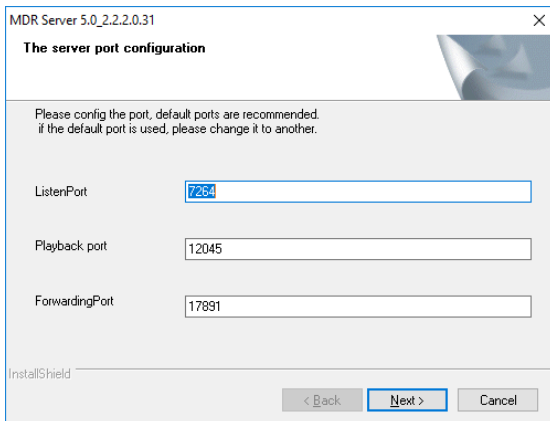 MDR Server 5.0_2.2.2.0.31
The server port configuration
Please config the port, default ports are recommended.
if the default port is used, please change it to another.
ListenPort
7264
Playback port
12045
ForwardingPort
17891
InstallShield
< Back
Next >
Cancel